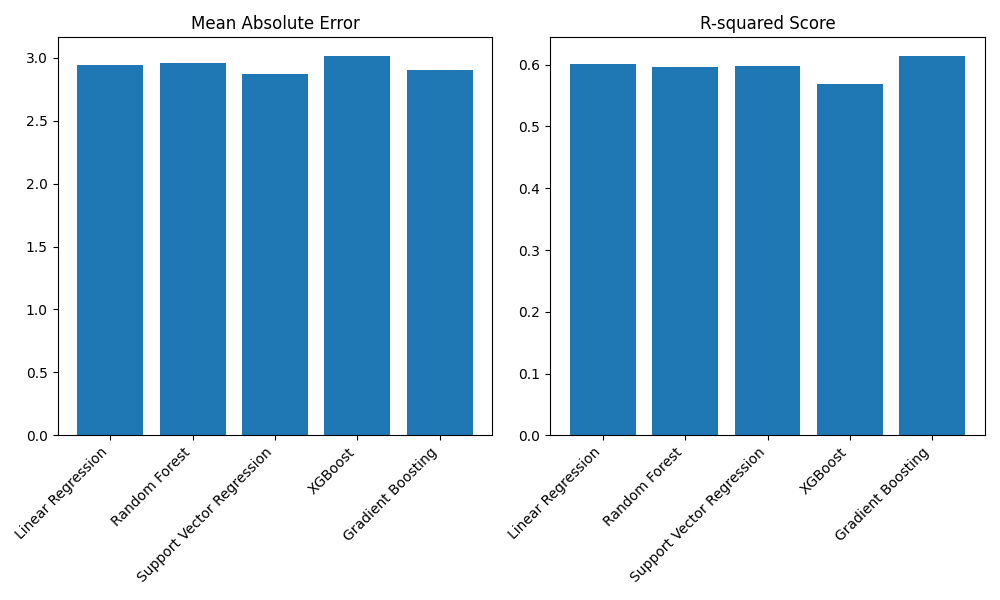 Mean Absolute Error
3.0
2.5
2.0
1.5
1.0
0.5
0.0
Linear Regression
Random Forest
Support Vector Regression
XGBoost
Gradient Boosting
R-squared Score
0.6
0.5
0.4
0.3
0.2
0.1
0.0
Linear Regression
Random Forest
Support Vector Regression
XGBoost
Gradient Boosting